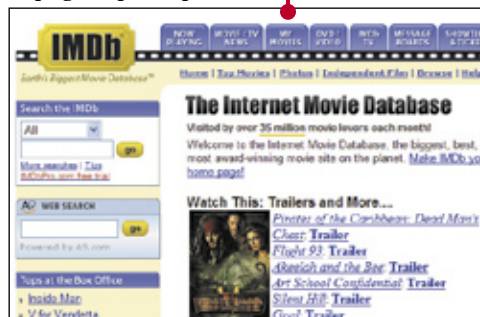 IMDb
Earth's Biggest Movie Database™
NOW PLAYING
MOVIE / TV NEWS
MY MOVIES
DVD / VIDEO
IMDb TV
MESSAGE BOARDS
Home | Top Movies | Photos | Independent Film | Browse | Help
Search the IMDb
All
go
More searches | Tips
IMDbPro.com free trial
A9 WEB SEARCH
go
Powered by A9.com
Tops at the Box Office
Inside Man
V for Vendetta
The Internet Movie Database
Visited by over 35 million movie lovers each month!
Welcome to the Internet Movie Database, the biggest, best,
most award-winning movie site on the planet. Make IMDb yo
home page!
Watch This: Trailers and More....
Pirates of the Caribbean: Dead Man's
Chest: Trailer
Flight 93: Trailer
Akeelah and the Bee: Trailer
Art School Confidential: Trailer
Silent Hill: Trailer
Goal: Trailer